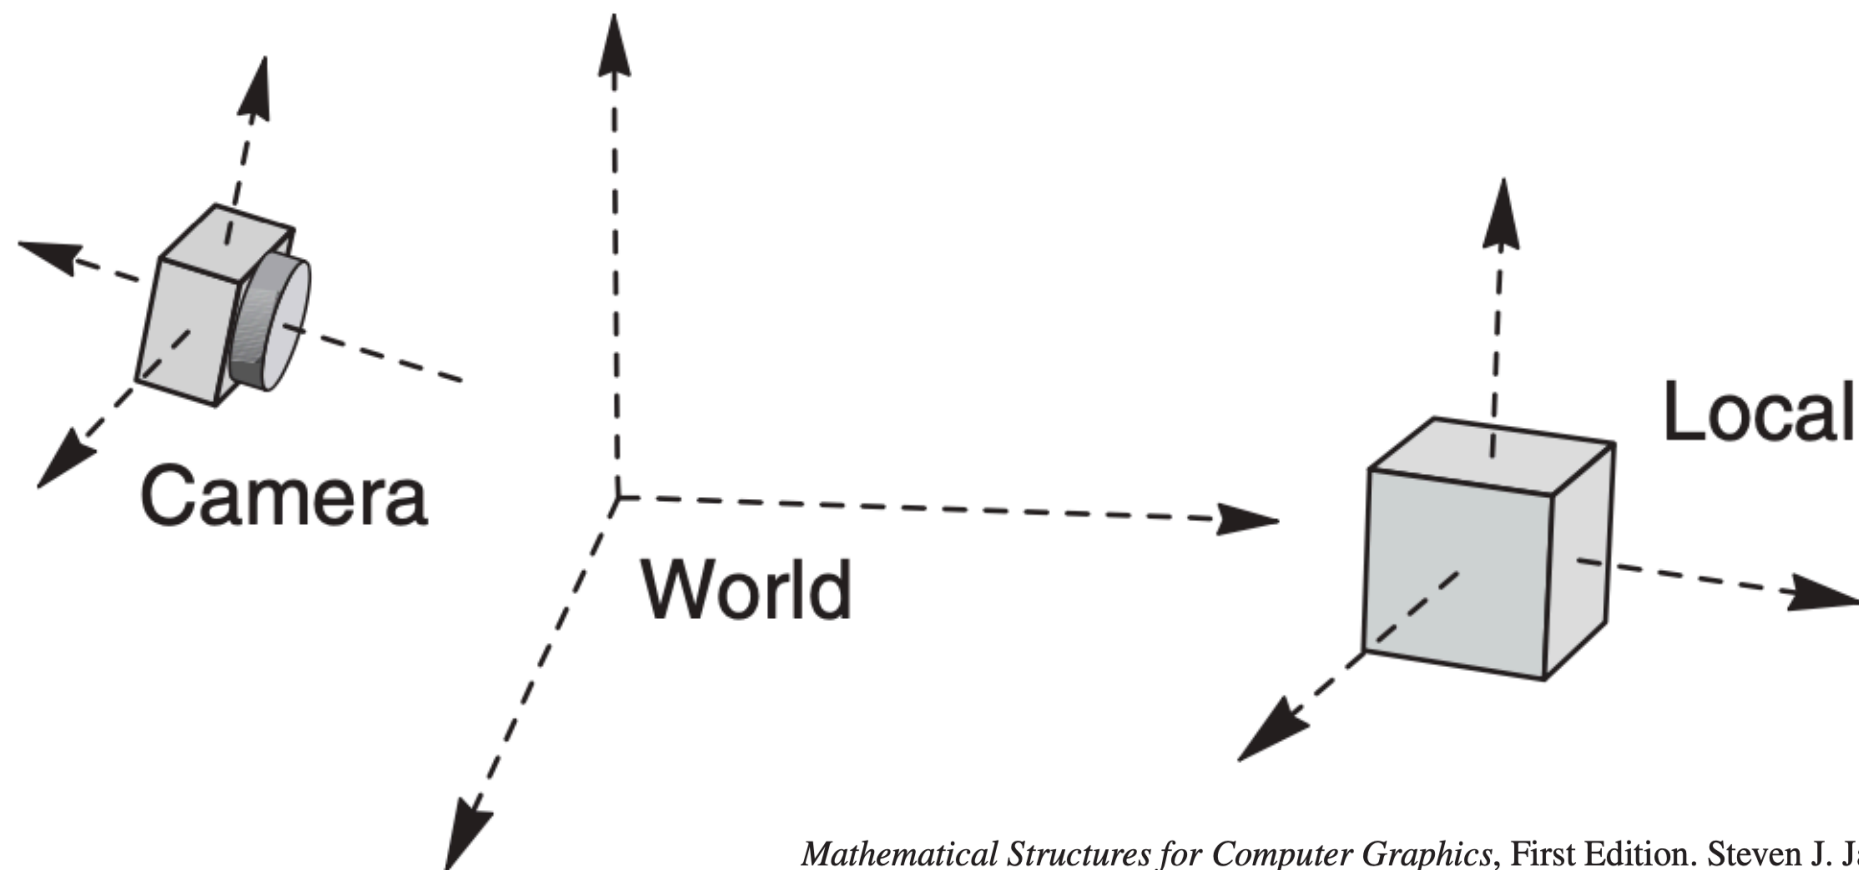 Local
Camera
World
Mathematical Structures for Computer Graphics, First Edition. Steven J.